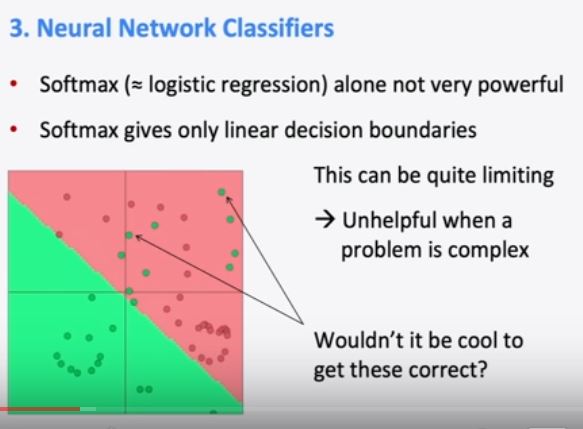 3. Neural Network Classifiers
• Softmax (≈ logistic regression) alone not very powerful
• Softmax gives only linear decision boundaries
This can be quite limiting
→ Unhelpful when a
problem is complex
Wouldn't it be cool to
get these correct?